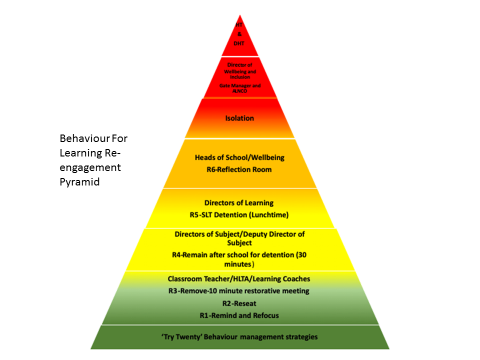 HT
&
DHT
Director of
Wellbeing and
Inclusion
Data Manager and
Behaviour For
Learning Re-
engagement
Pyramid
Isolation
Heads of School/Wellbeing
R6-Reflection Room
Directors of Learning
R5-SLT Detention (Lunchtime)
Directors of Subject/Deputy Director of
Subject
R4-Remain after school for detention (30
minutes)
Classroom Teacher/HLTA/Learning Coaches
R3-Remove-10 minute restorative meeting
R2-Reseat
R1-Remind and Refocus
'Try Twenty' Behaviour management strategies